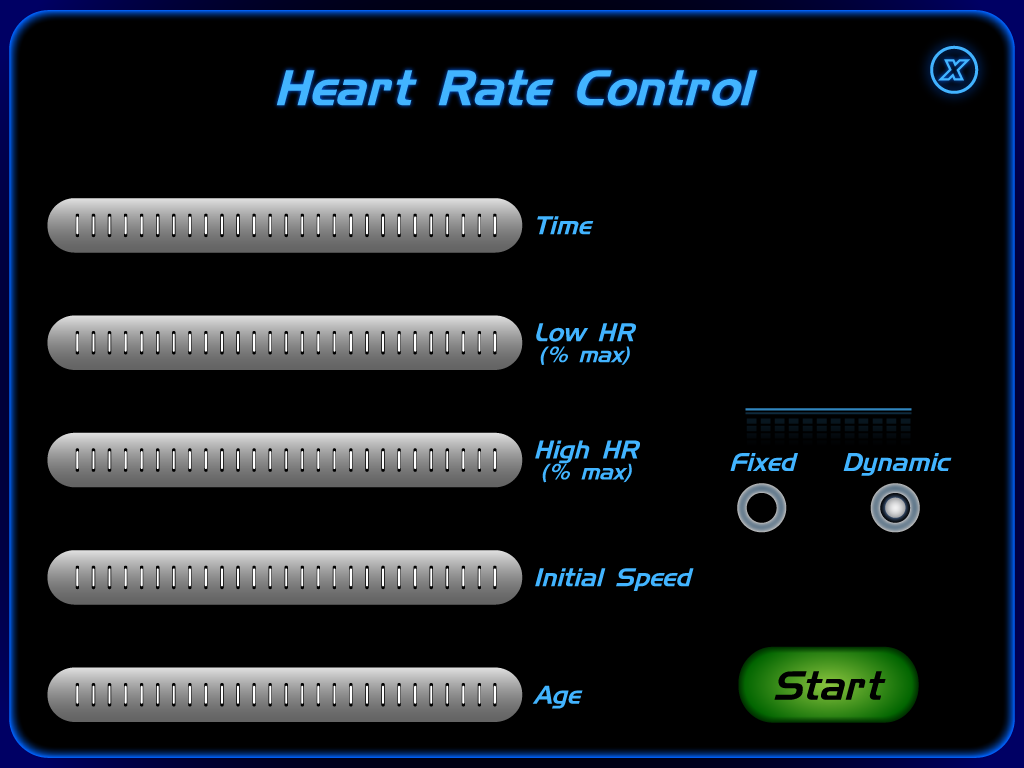 Heart Rate Control
X
Time
Low HR
(% max)
High HR
(% max)
Fixed
Dynamic
Initial Speed
Age
Start